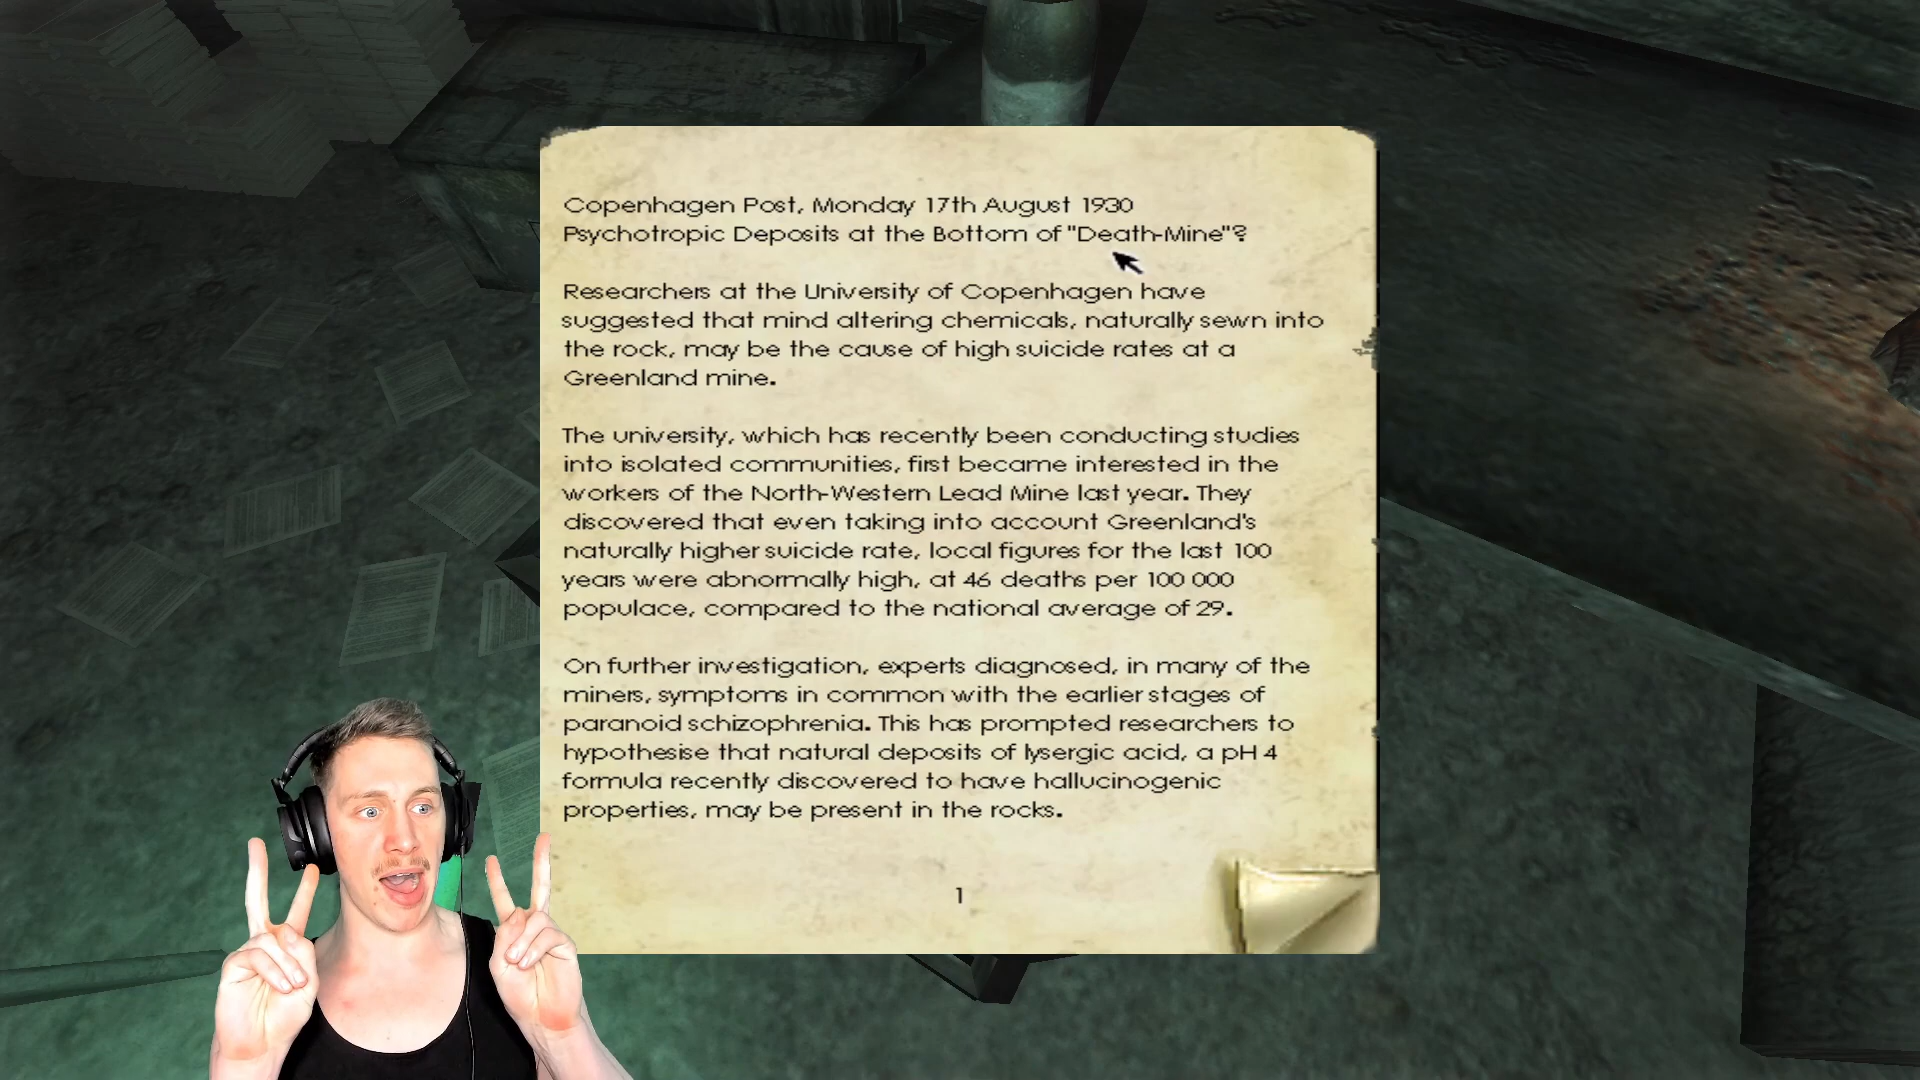 Copenhagen Post, Monday 17th August 1930
Psychotropic Deposits at the Bottom of "Death-Mine"?
Researchers at the University of Copenhagen have
suggested that mind altering chemicals, naturally sewn into
the rock, may be the cause of high suicide rates at a
Greenland mine.
The university, which has recently been conducting studies
into isolated communities, first became interested in the
workers of the North-Western Lead Mine last year. They
discovered that even taking into account Greenland's
naturally higher suicide rate, local figures for the last 100
years were abnormally high, at 46 deaths per 100 000
populace, compared to the national average of 29.
On further investigation, experts diagnosed, in many of the
miners, symptoms in common with the earlier stages of
paranoid schizophrenia. This has prompted researchers to
hypothesise that natural deposits of lysergic acid, a pH 4
formula recently discovered to have hallucinogenic
properties, may be present in the rocks.
1